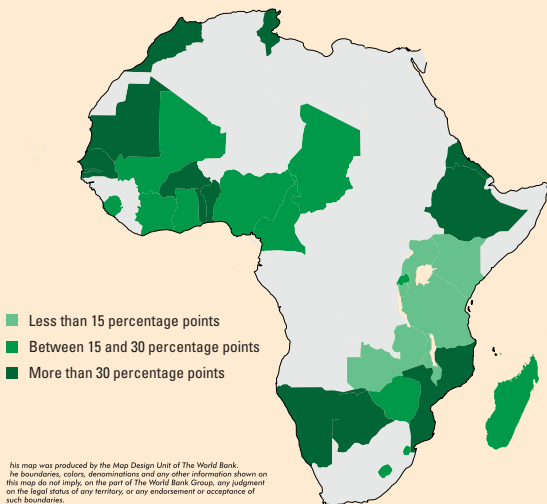 Less than 15 percentage points
Between 15 and 30 percentage points
More than 30 percentage points
his map was produced by the Map Design Unit of The World Bank.
he boundaries, colors, denominations and any other information shown on
this map do not imply, on the part of The World Bank Group, any judgment
on the legal status of any territory, or any endorsement or acceptance of
such boundaries.